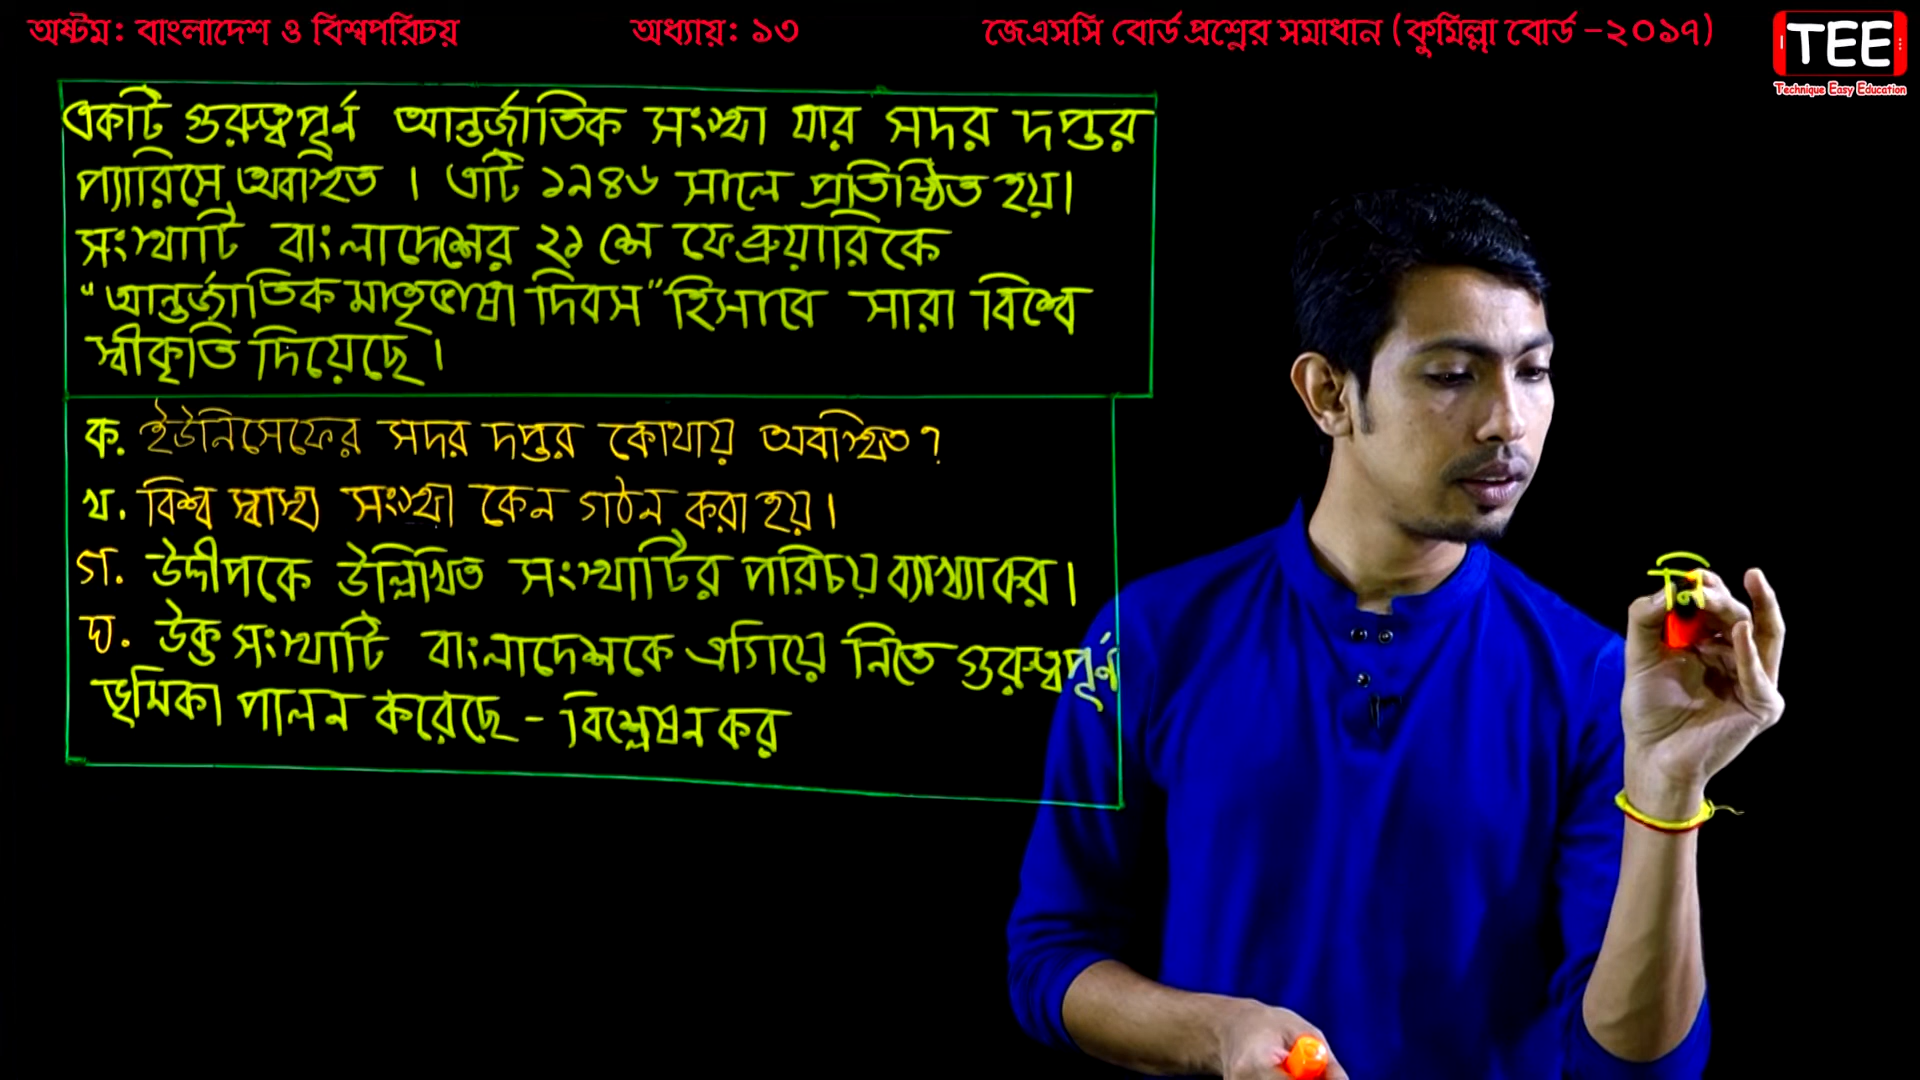 অষ্টম: বাংলাদেশ ও বিশ্বপরিচয় অধ্যায়: ১৩ জেএসসি বোর্ড প্রশ্নের সমাধান (কুমিল্লা বোর্ড -২০১৭)
TEE
Technique Easy Education
একটি গুরুত্বপূর্ন আন্তর্জাতিক সংস্থা যার সদর দপ্তর
প্যারিসে অবস্থিত । এটি ১৯৪৬ সালে প্রতিষ্ঠিত হয়।
সংস্থাটি বাংলাদেশের ২১ শে ফেব্রুয়ারিকে
"আন্তর্জাতিক মাতৃভাষা দিবস" হিসাবে সারা বিশ্বে
স্বীকৃতি দিয়েছে ।
ক. ইউনিসেফের সদর দপ্তর কোথায় অবস্থিত ?
খ. বিশ্ব স্বাস্থ্য সংস্থা কেন গঠন করা হয় ।
গ. উদ্দীপকে উল্লিখিত সংস্থাটির পরিচয় ব্যাখ্যা কর ।
ঘ. উক্ত সংস্থাটি বাংলাদেশকে এগিয়ে নিতে গুরুত্বপূর্ন
ভূমিকা পালন করেছে - বিশ্লেষন কর
নি